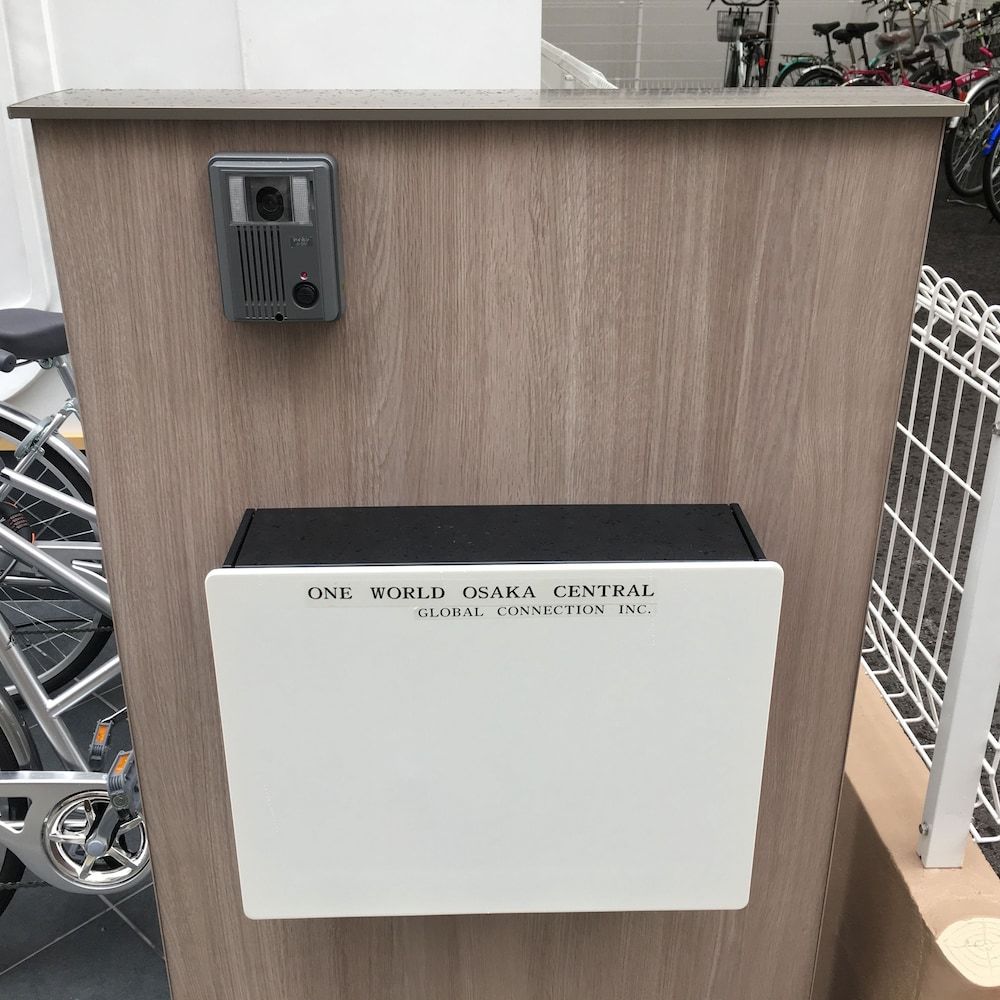 ONE WORLD OSAKA CENTRAL
GLOBAL CONNECTION INC.